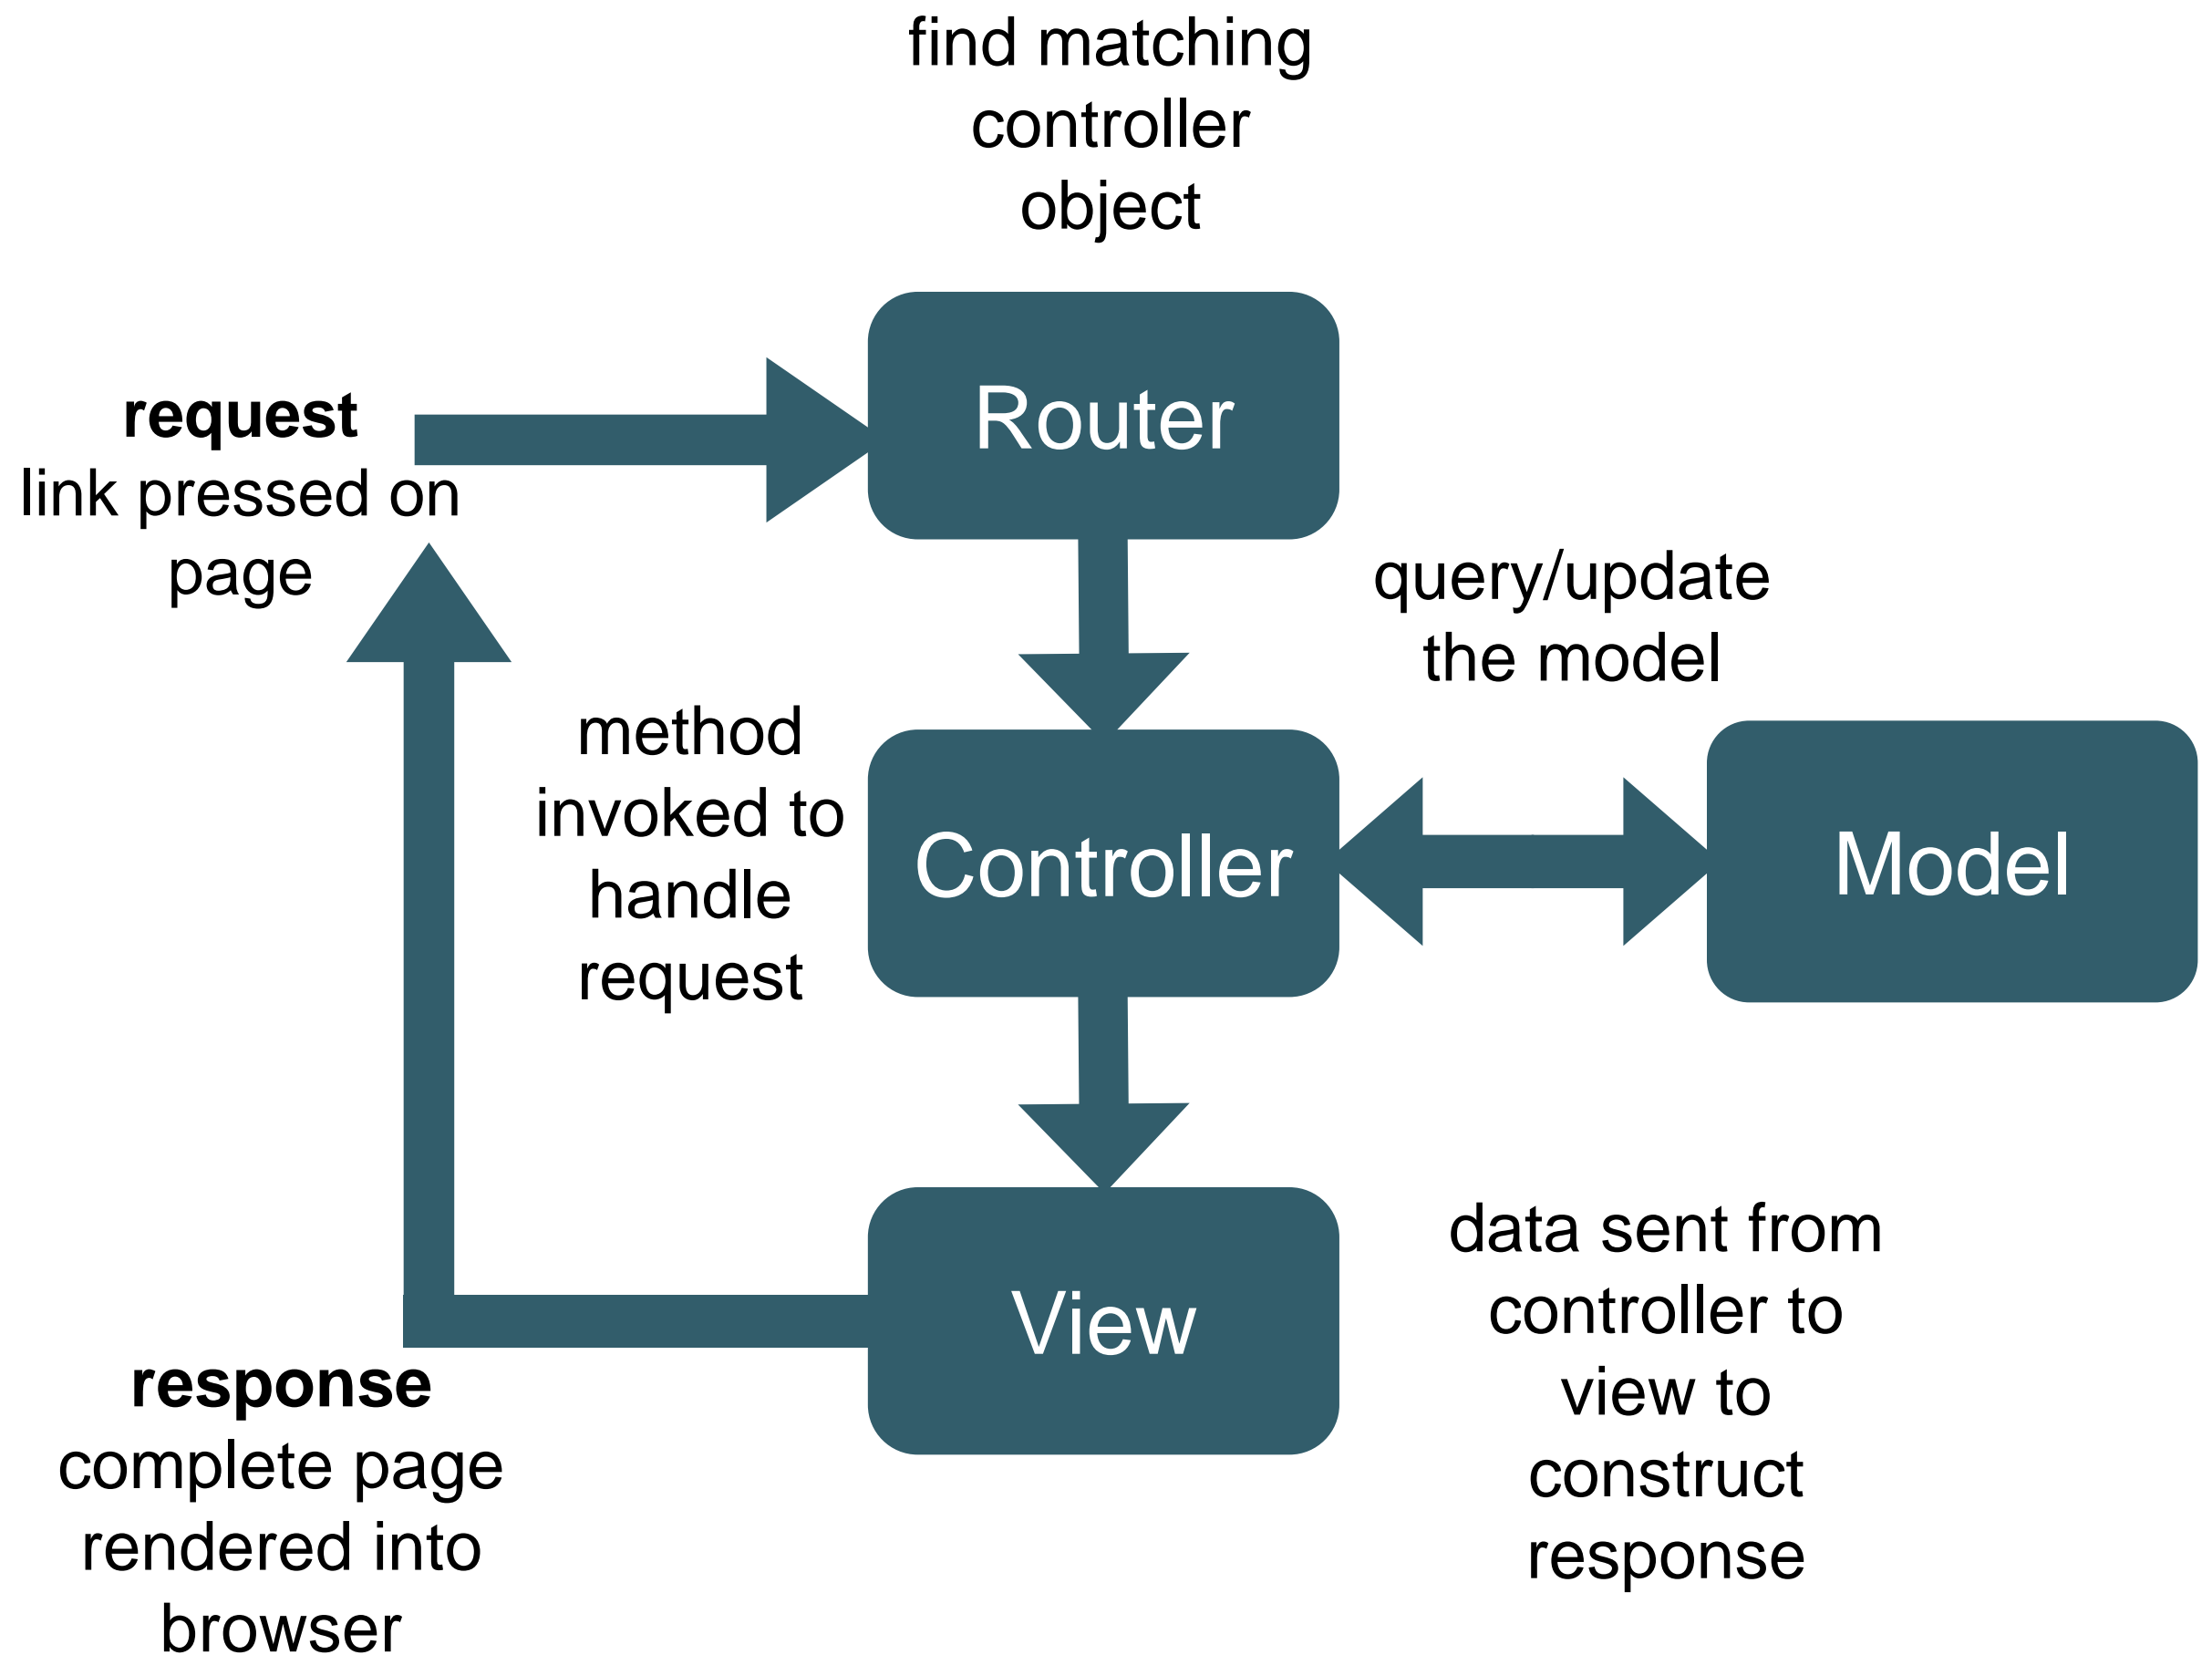 find matching
controller
object
Router
request
link pressed on
page
query/update
the model
method
invoked to
handle
request
Controller
Model
View
data sent from
controller to
view to
construct
response
response
complete page
rendered into
browser